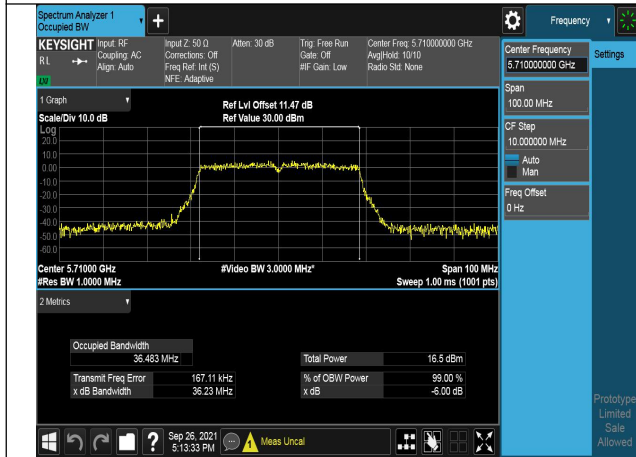 Spectrum Analyzer 1
Occupied BW
Frequency
KEYSIGHT
RL
Input: RF
Coupling: AC
Align: Auto
Input Z: 50 Ω
Corrections: Off
Freq Ref: Int (S)
NFE: Adaptive
Atten: 30 dB
Trig: Free Run
Gate: Off
#IF Gain: Low
Center Freq: 5.710000000 GHz
Avg|Hold: 10/10
Radio Std: None
Center Frequency
5.710000000 GHz
Settings
Span
100.00 MHz
CF Step
10.000000 MHz
Auto
Man
Freq Offset
0 Hz
1 Graph
Scale/Div 10.0 dB
Ref Lvl Offset 11.47 dB
Ref Value 30.00 dBm
Log
20.0
10.0
0.00
-10.0
-20.0
-30.0
-40.0
-50.0
-60.0
Center 5.71000 GHz
#Video BW 3.0000 MHz*
Span 100 MHz
#Res BW 1.0000 MHz
Sweep 1.00 ms (1001 pts)
2 Metrics
Occupied Bandwidth
36.483 MHz
Total Power 16.5 dBm
Transmit Freq Error 167.11 kHz
% of OBW Power 99.00 %
x dB Bandwidth 36.23 MHz
x dB -6.00 dB
Prototype
Limited
Sale
Allowed
?
Sep 26, 2021
5:13:33 PM
Meas Uncal